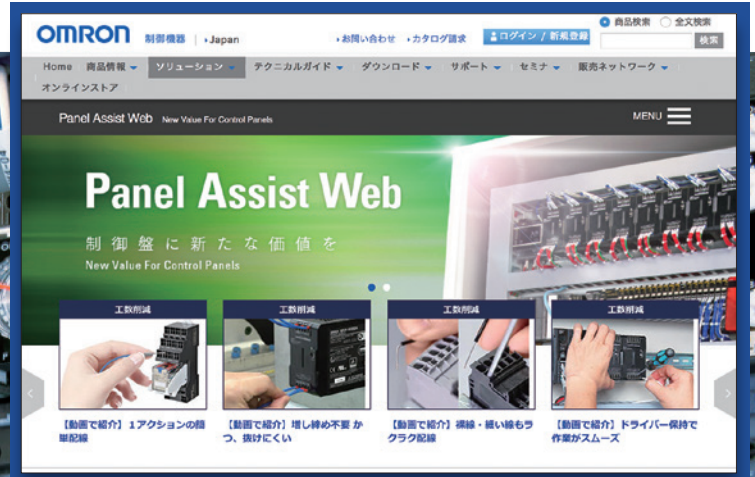 OMRON 制御機器 Japan
お問い合わせ カタログ請求 ログイン / 新規登録
商品検索 全文検索
検索
Home 商品情報 ソリューション テクニカルガイド ダウンロード サポート セミナ 販売ネットワーク
オンラインストア
Panel Assist Web New Value For Control Panels
MENU
Panel Assist Web
制御盤に新たな価値を
New Value For Control Panels
工数削減
工数削減
工数削減
工数削減
【動画で紹介】1アクションの簡
単配線
【動画で紹介】増し締め不要 か
つ、抜けにくい
【動画で紹介】裸線・細い線もラ
クラク配線
【動画で紹介】ドライバー保持で
作業がスムーズ